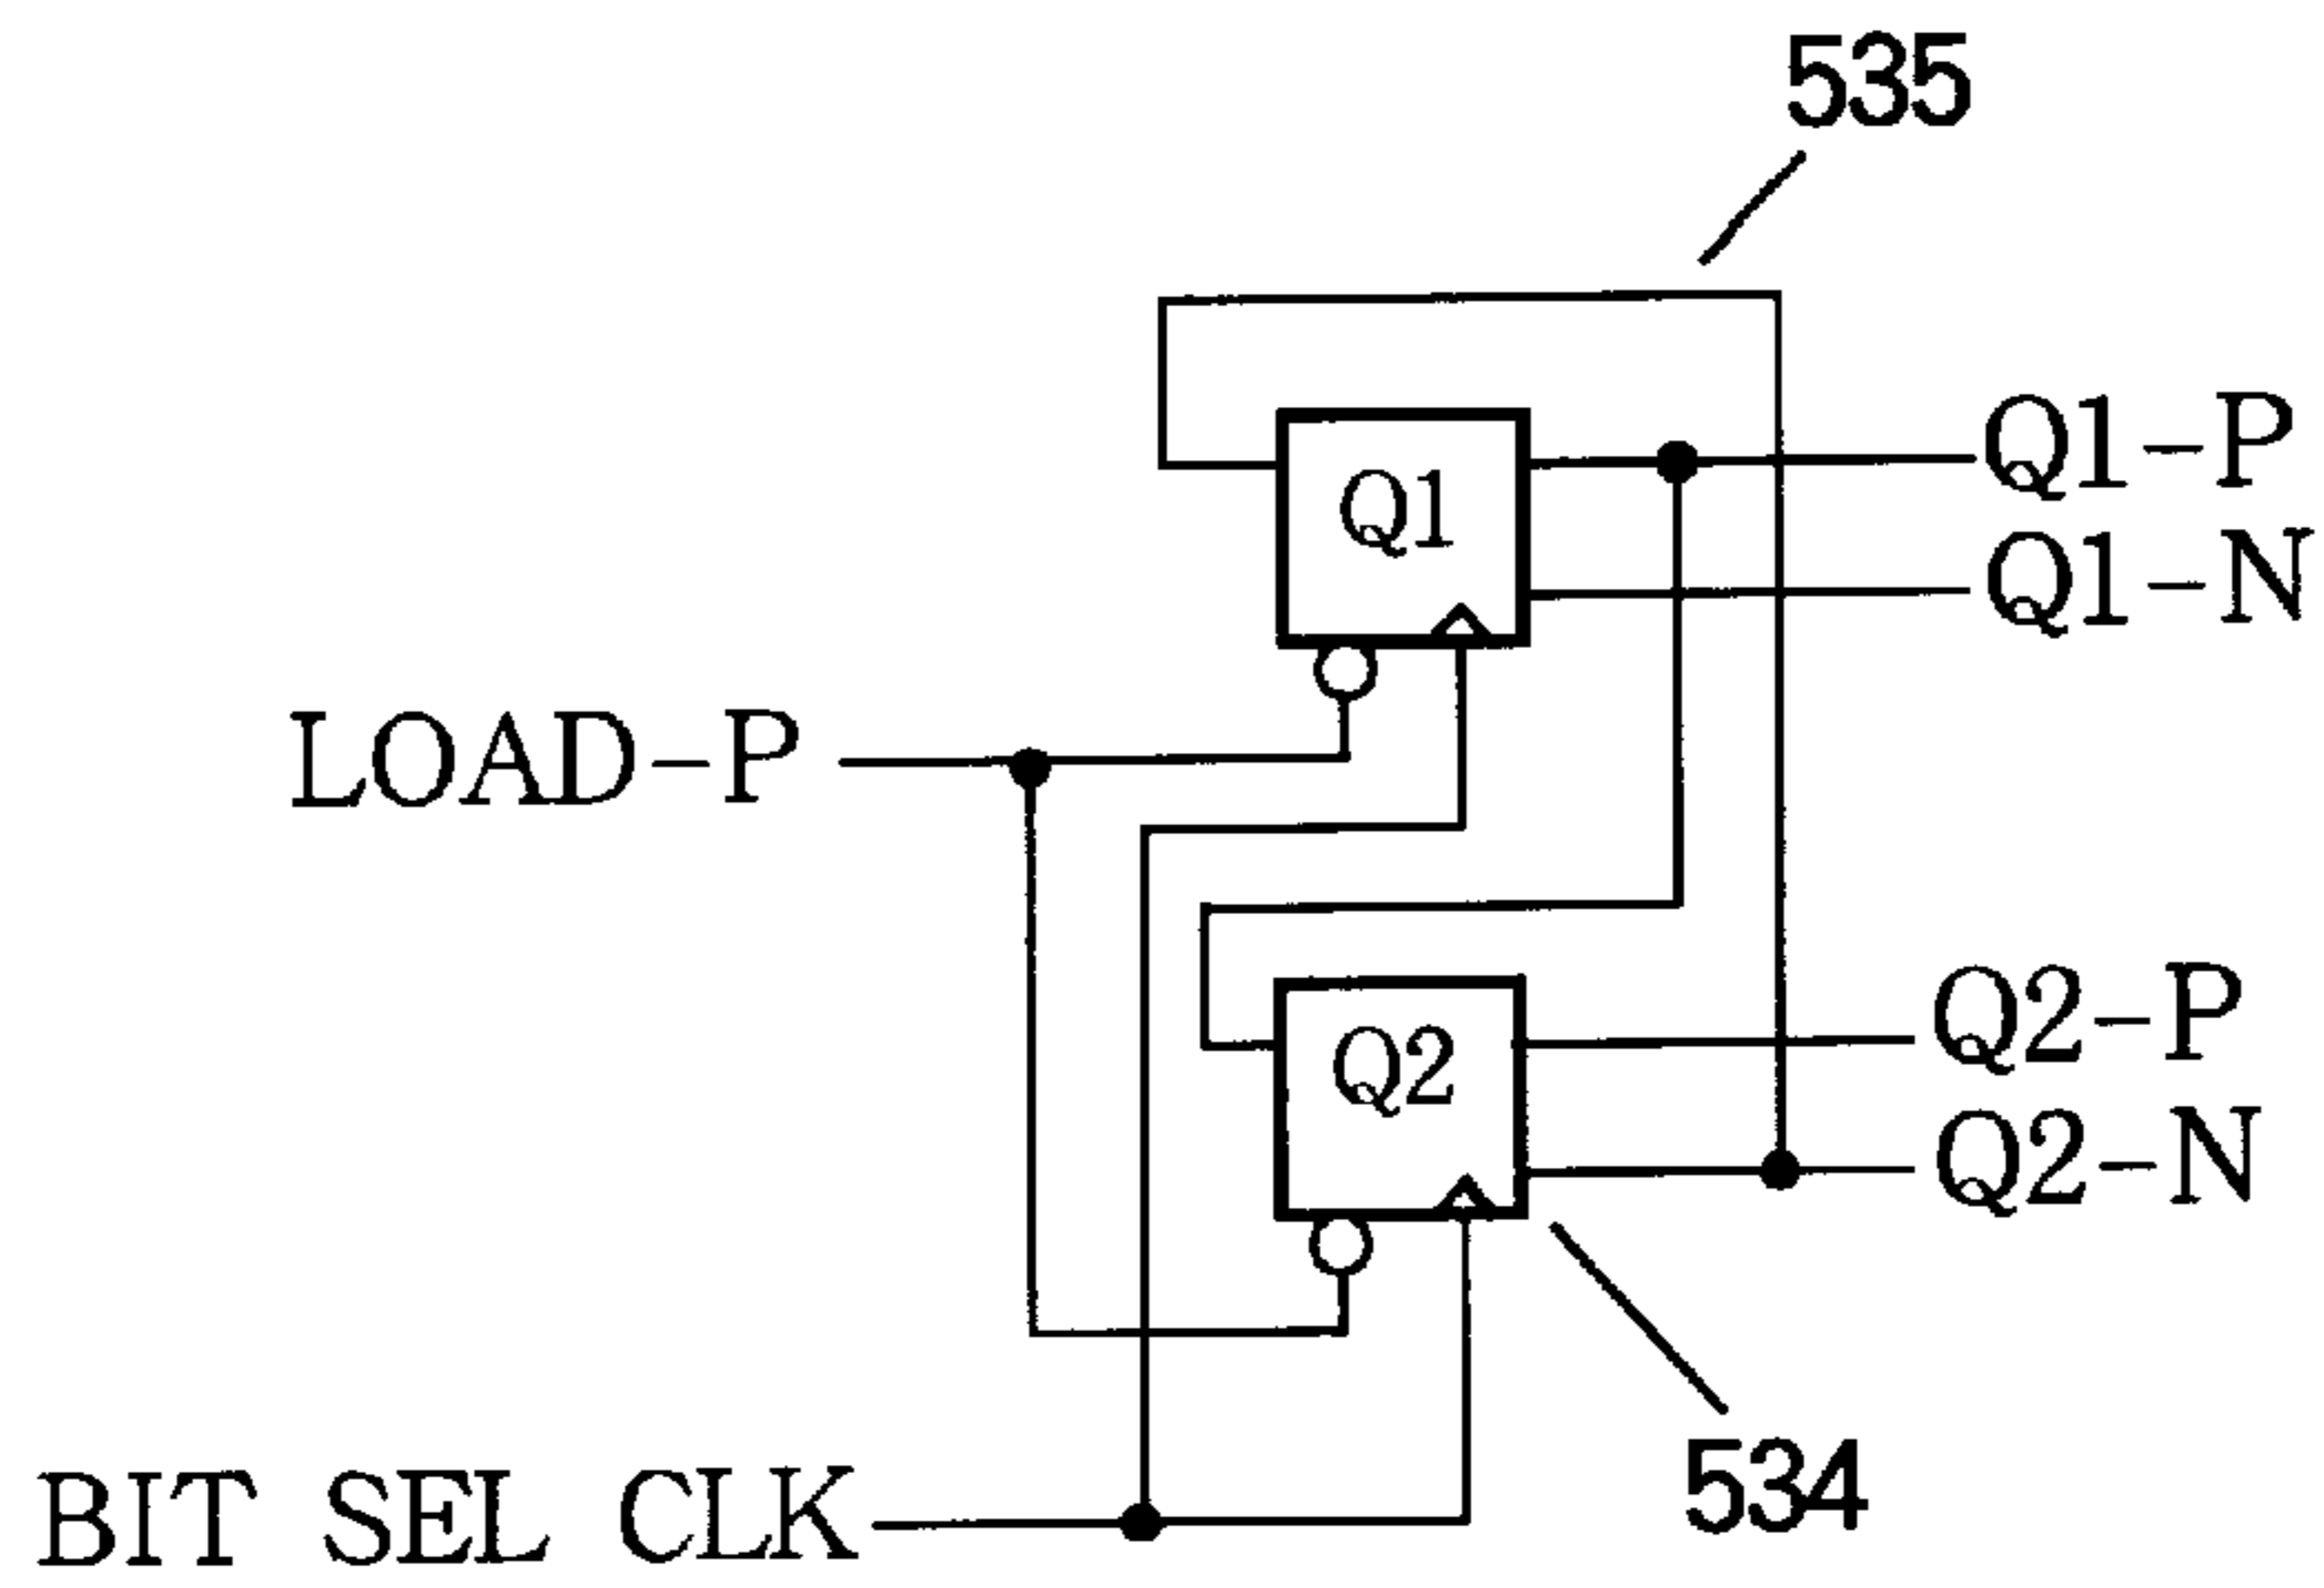 535
Q1-P
Q1
Q1-N
LOAD-P
Q2-P
Q2
Q2-N
534
BIT SEL CLK